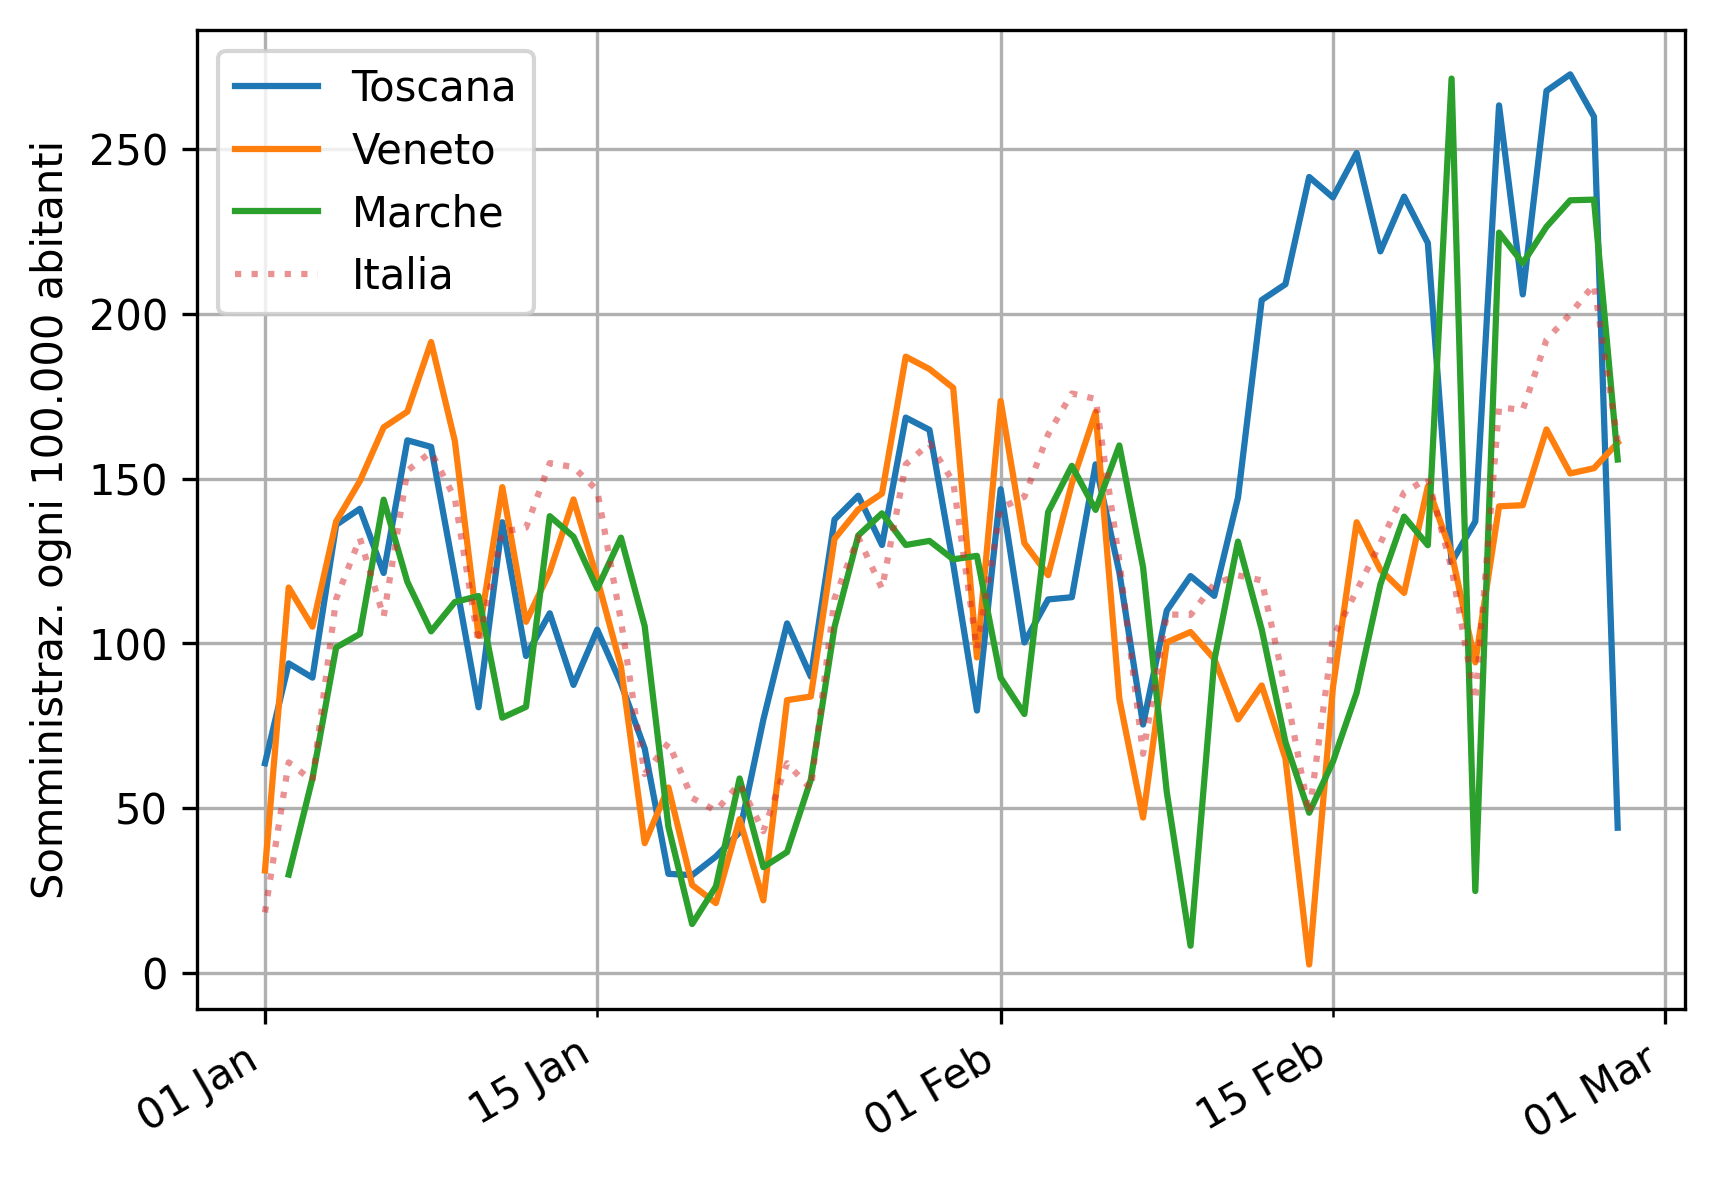 Toscana
Veneto
Marche
Italia
Somministraz. ogni 100.000 abitanti
250
200
150
100
50
0
01 Jan
15 Jan
01 Feb
15 Feb
01 Mar